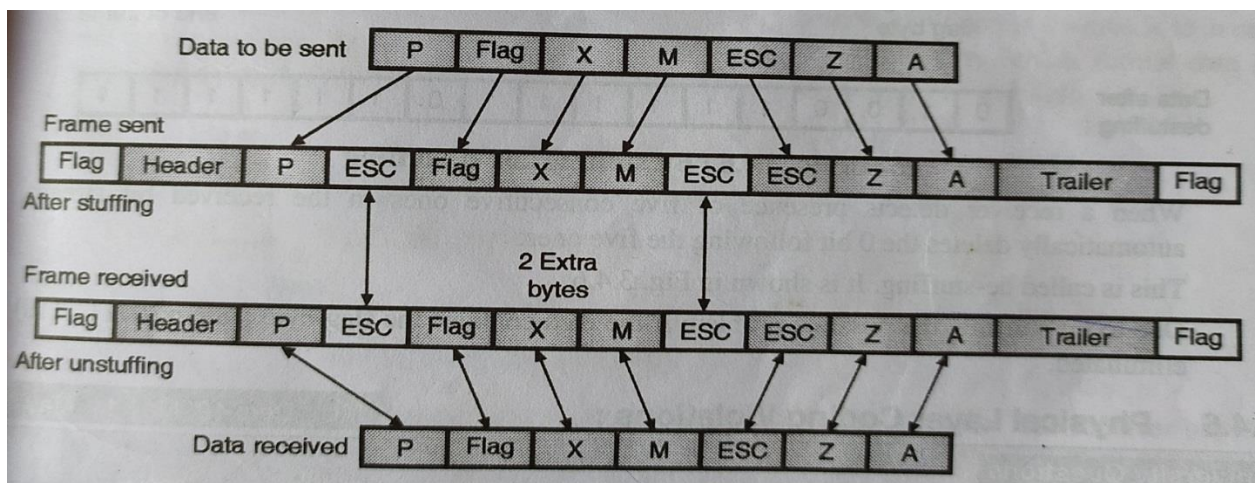 Data to be sent P Flag X M ESC Z A
Frame sent
Flag Header P ESC Flag X M ESC ESC Z A Trailer Flag
After stuffing
2 Extra
bytes
Frame received
Flag Header P ESC Flag X M ESC ESC Z A Trailer Flag
After unstuffing
Data received P Flag X M ESC Z A